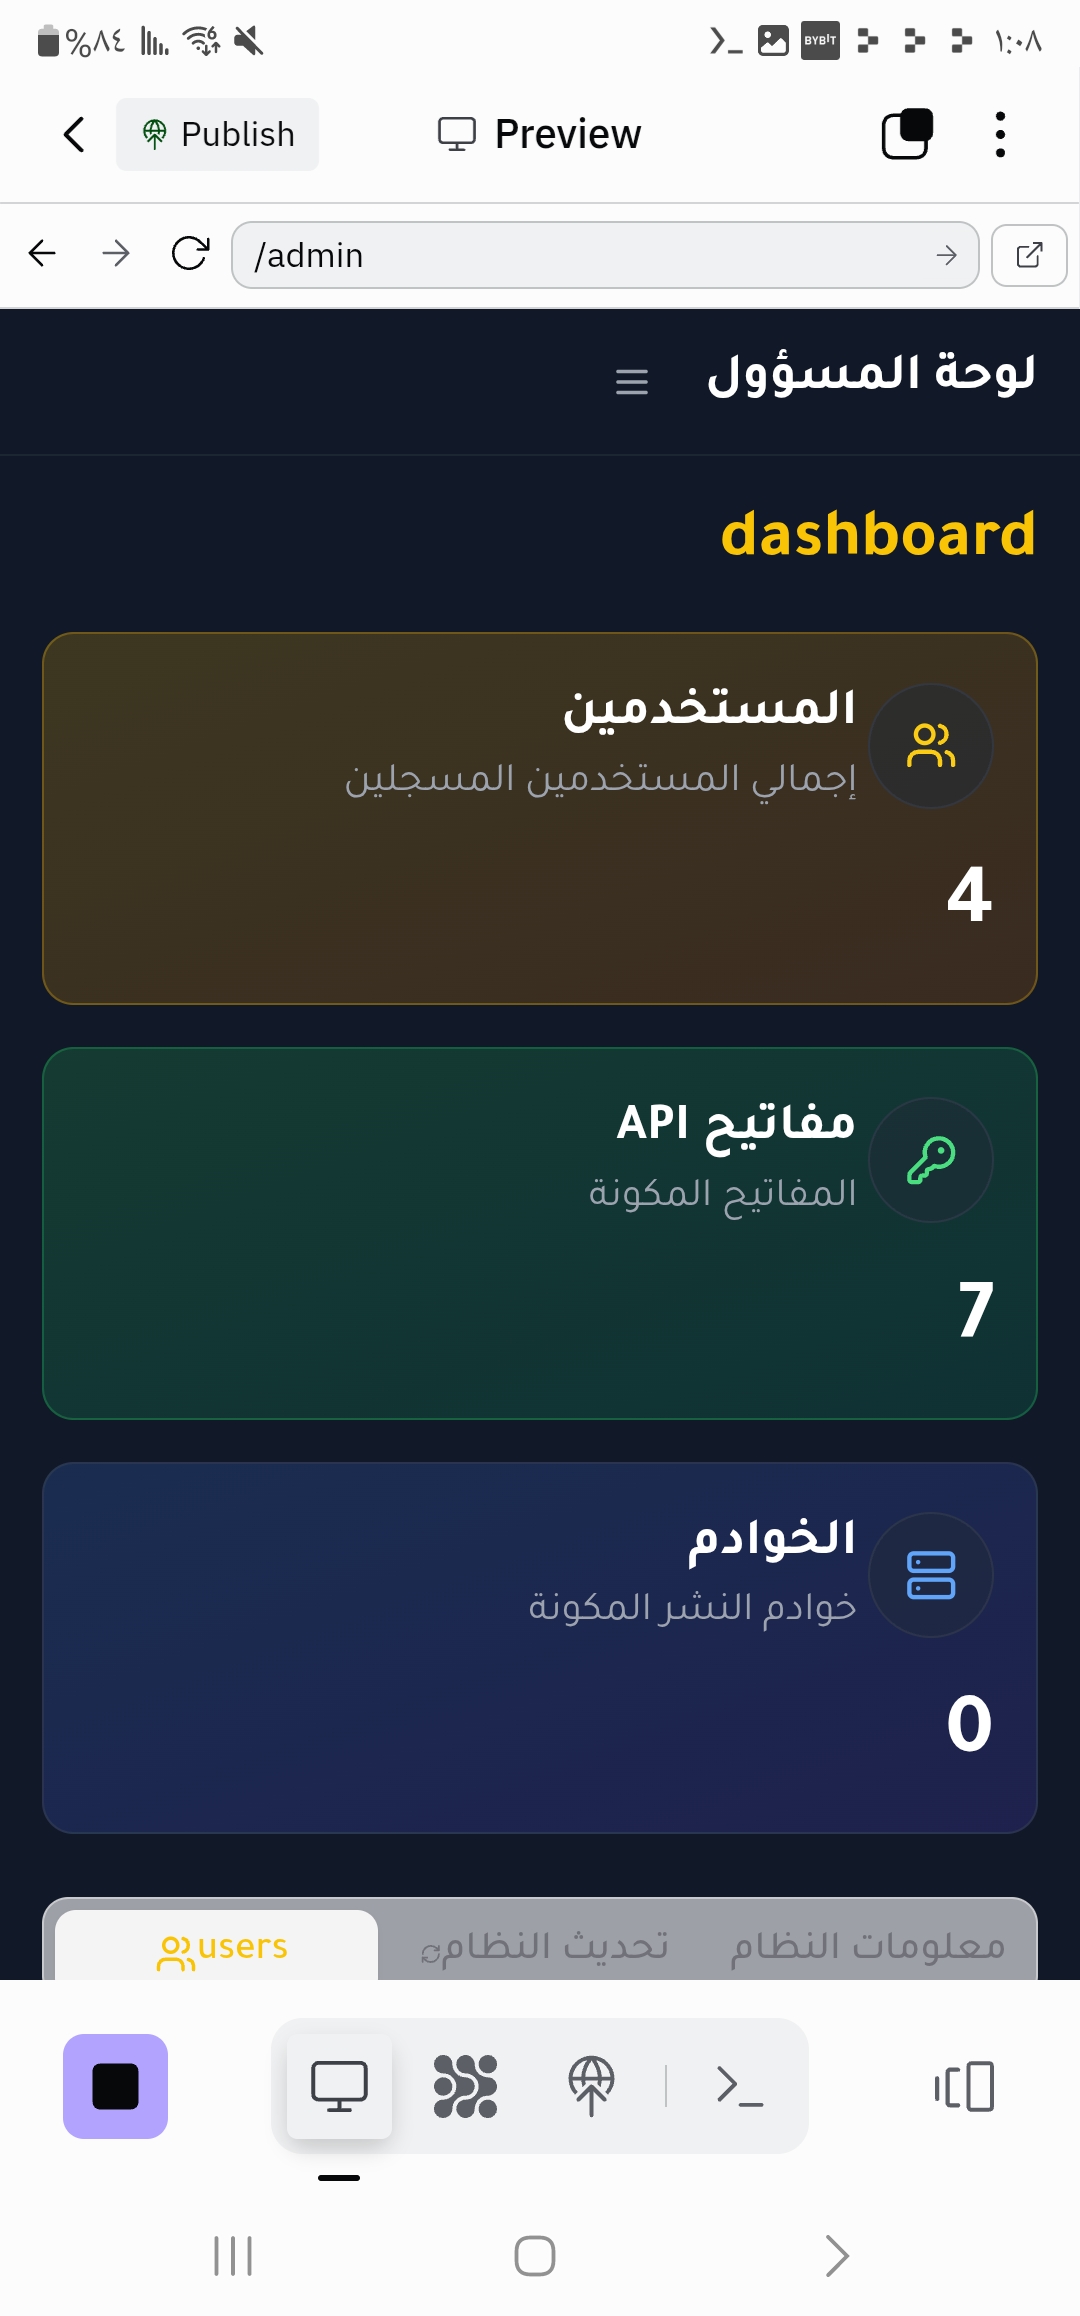 %٨٤ BYBIT ١:٠٨
Publish Preview
/admin
لوحة المسؤول
dashboard
المستخدمين
إجمالي المستخدمين المسجلين
4
مفاتيح API
المفاتيح المكونة
7
الخوادم
خوادم النشر المكونة
0
معلومات النظام تحديث النظام users